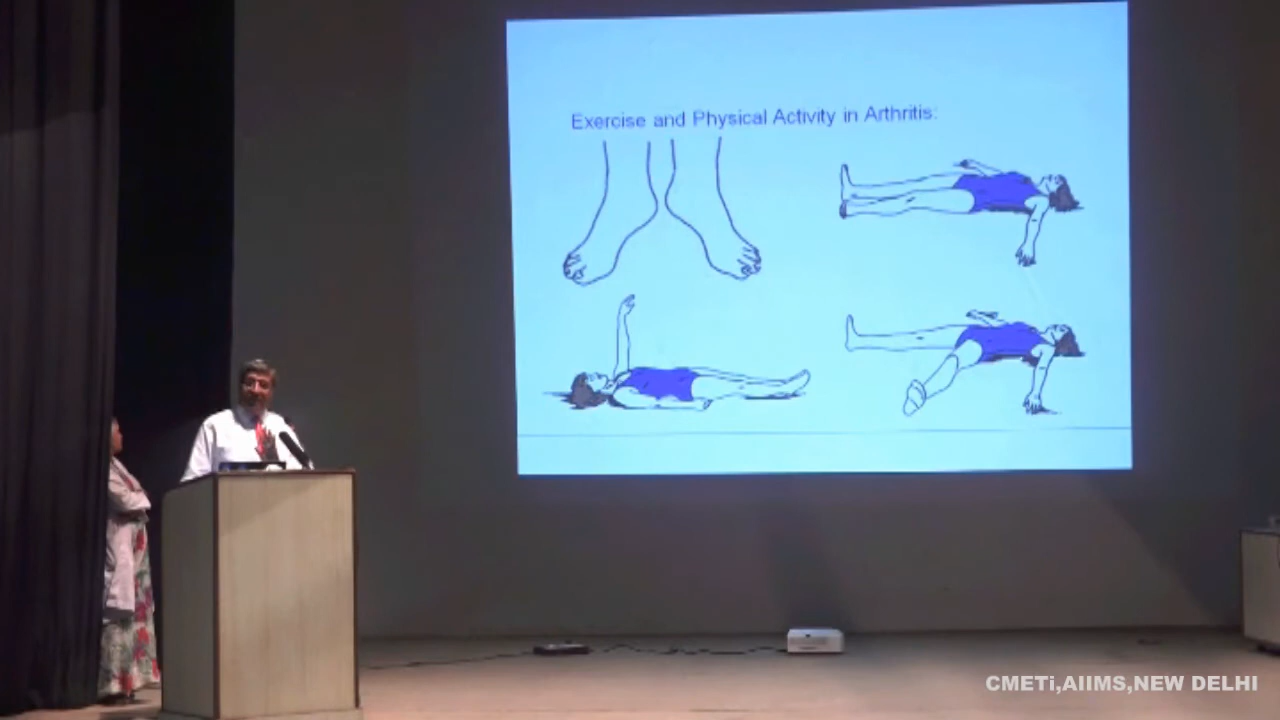 Exercise and Physical Activity in Arthritis:
CMETi,AIIMS,NEW DELHI